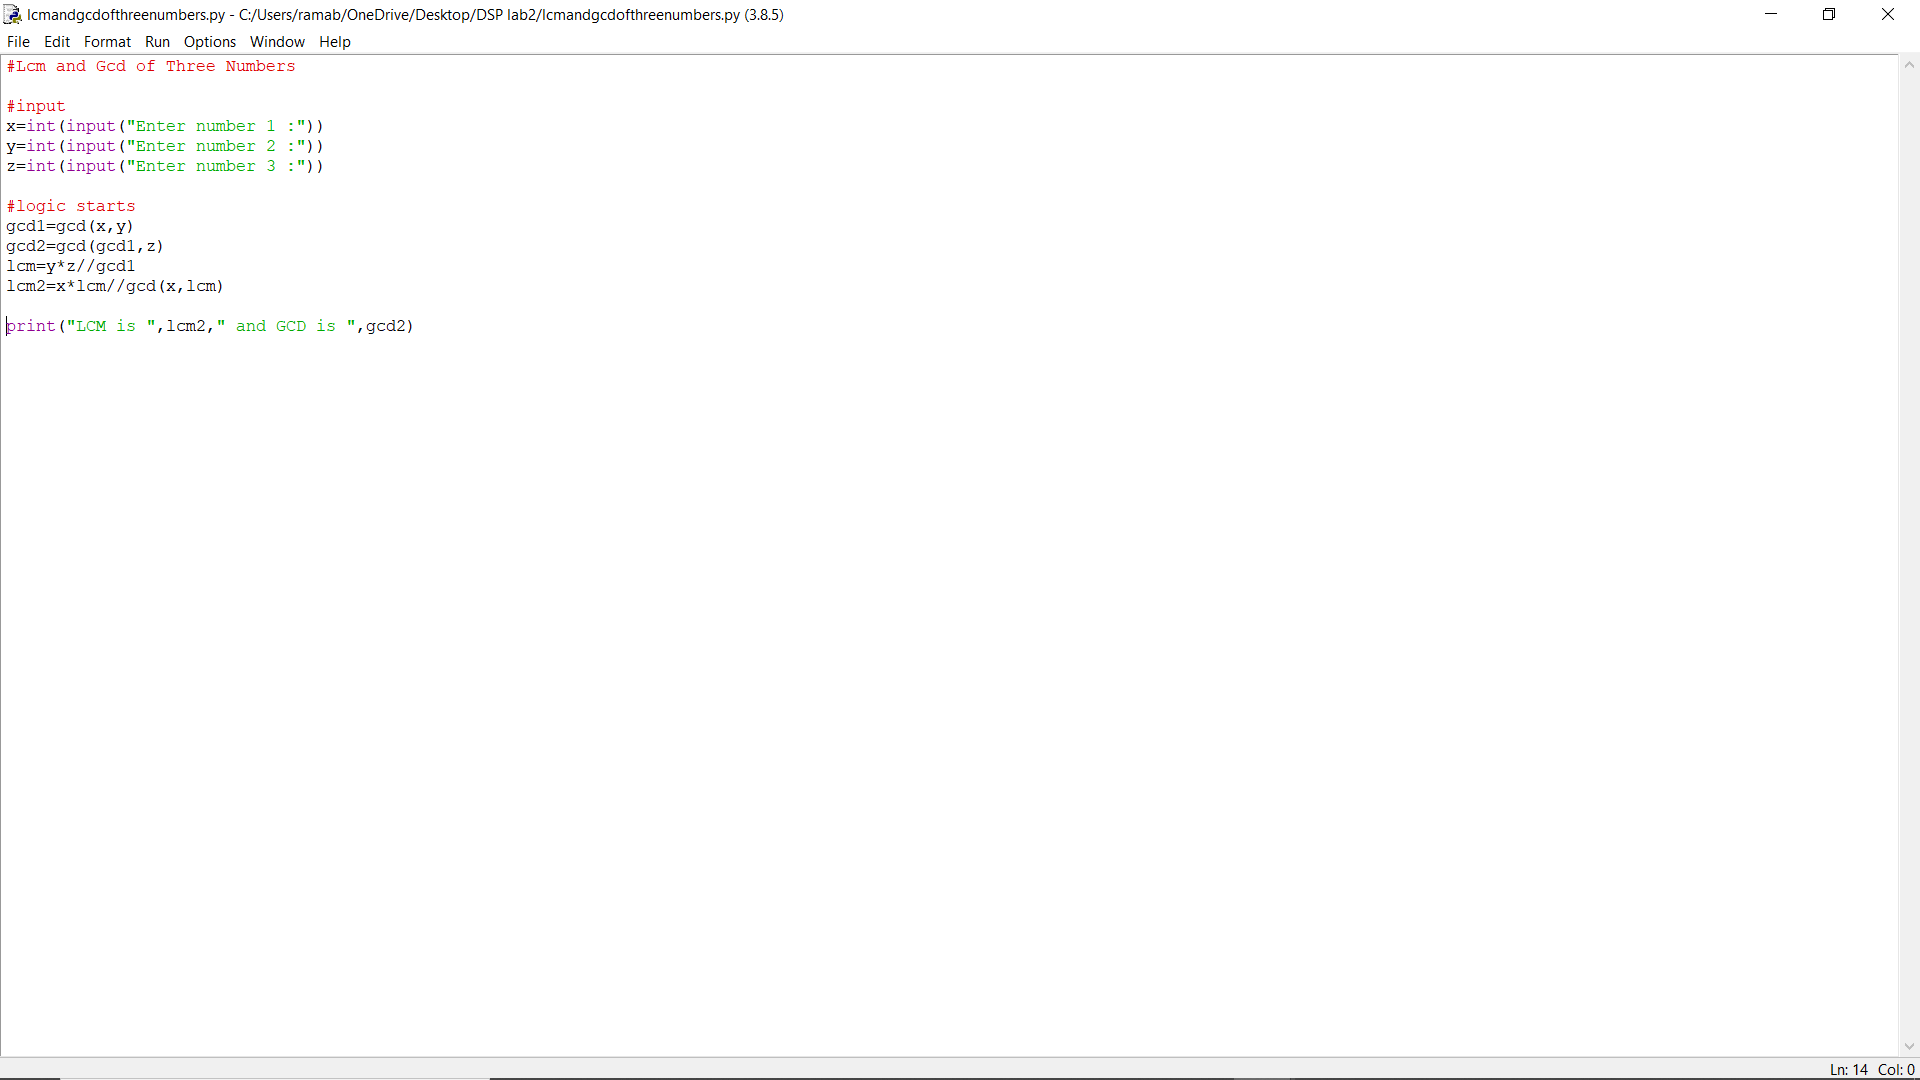 lcmandgcdofthreenumbers.py - C:/Users/ramab/OneDrive/Desktop/DSP lab2/lcmandgcdofthreenumbers.py (3.8.5)
File Edit Format Run Options Window Help
#Lcm and Gcd of Three Numbers
#input
x=int(input("Enter number 1 :"))
y=int(input("Enter number 2 :"))
z=int(input("Enter number 3 :"))
#logic starts
gcd1=gcd(x,y)
gcd2=gcd(gcd1,z)
lcm=y*z//gcd1
lcm2=x*lcm//gcd(x,lcm)
print("LCM is ",lcm2," and GCD is ",gcd2)
Ln: 14 Col: 0